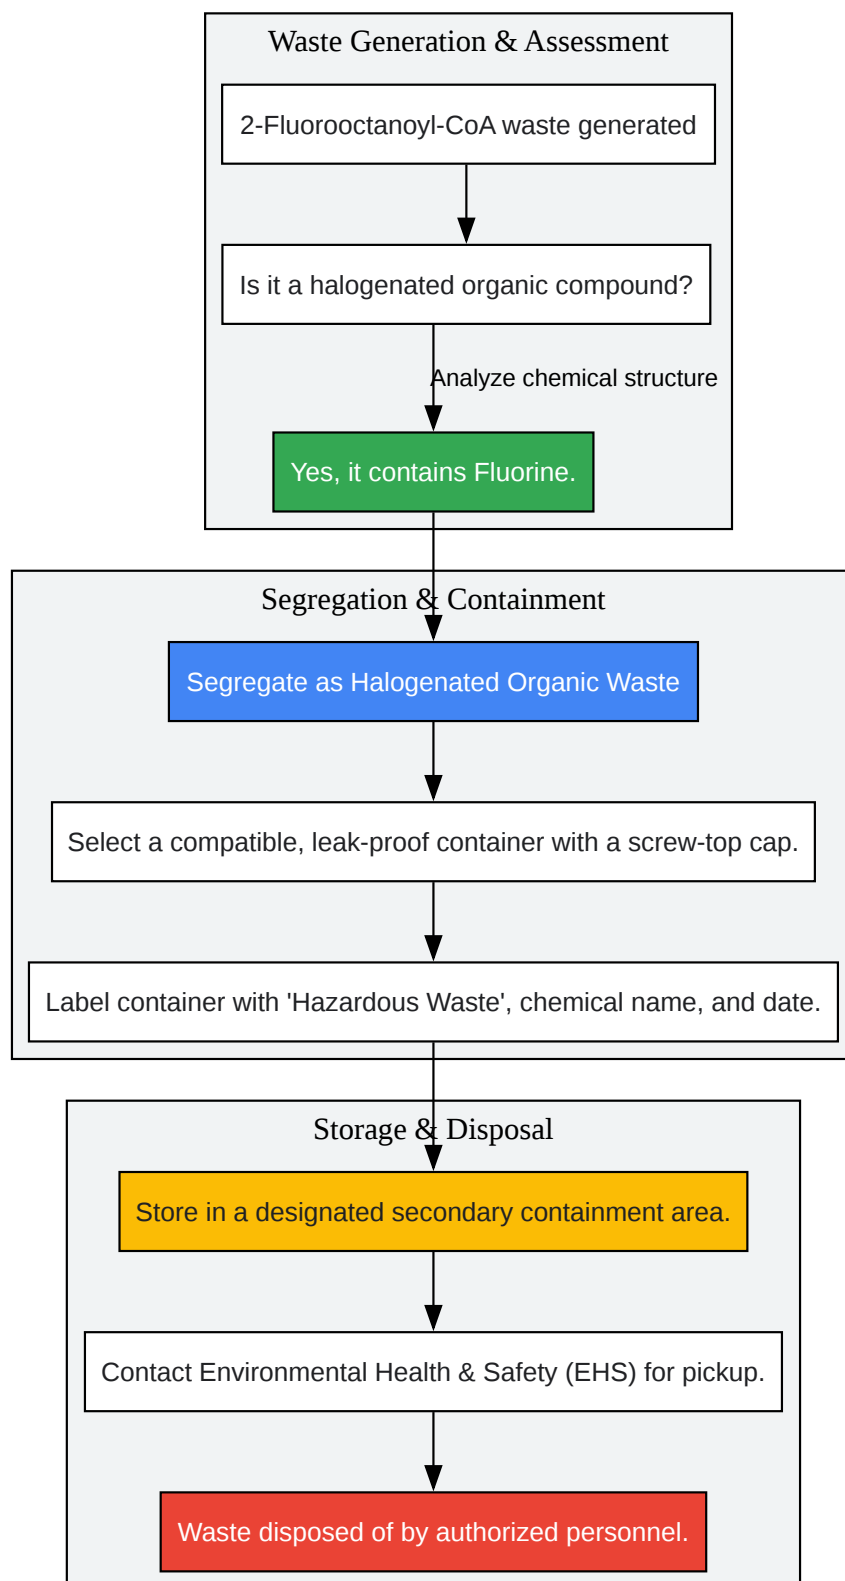 Waste Generation & Assessment
2-Fluorooctanoyl-CoA waste generated
Is it a halogenated organic compound?
Analyze chemical structure
Yes, it contains Fluorine.
Segregation & Containment
Segregate as Halogenated Organic Waste
Select a compatible, leak-proof container with a screw-top cap.
Label container with 'Hazardous Waste', chemical name, and date.
Storage & Disposal
Store in a designated secondary containment area.
Contact Environmental Health & Safety (EHS) for pickup.
Waste disposed of by authorized personnel.